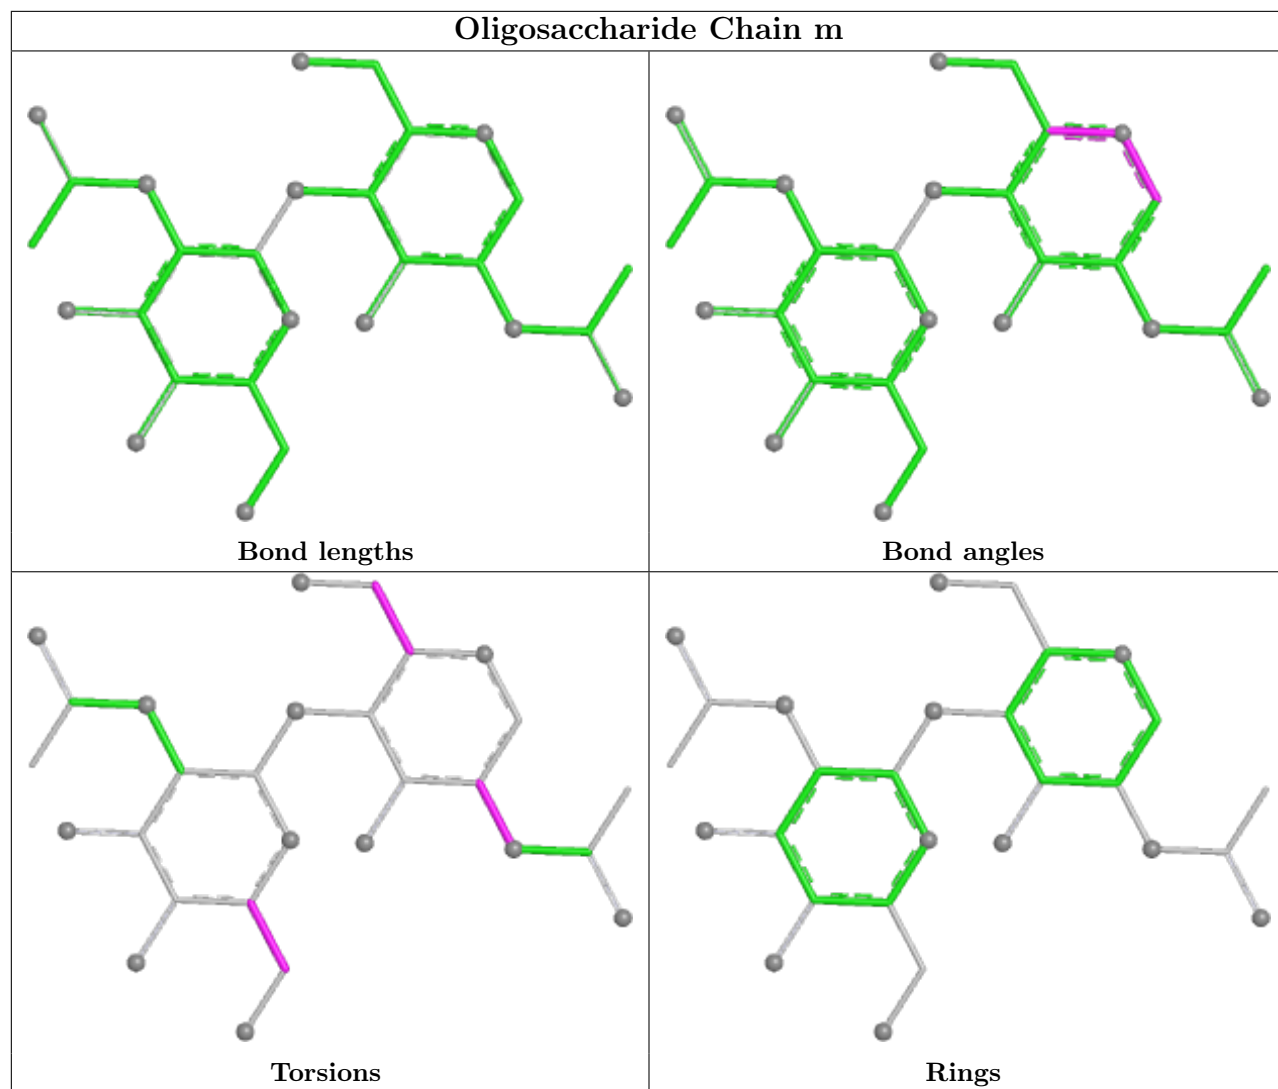 Oligosaccharide Chain m
Bond lengths
Bond angles
Torsions
Rings